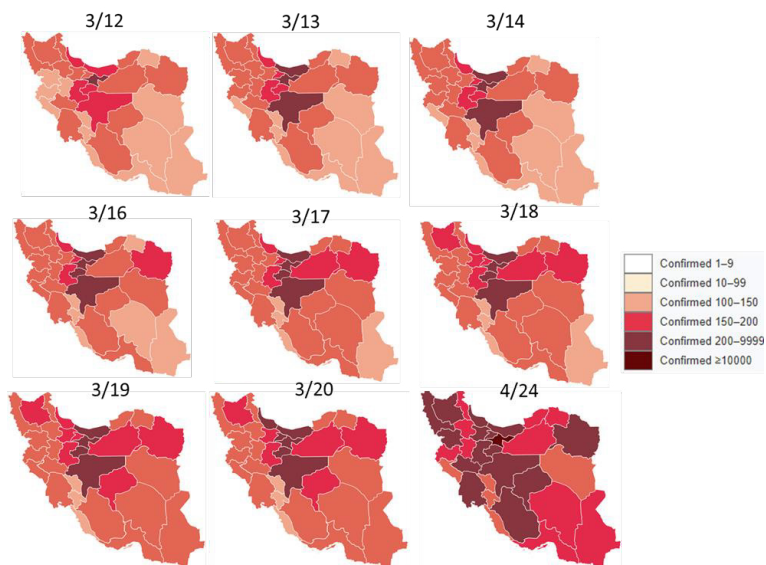 3/12
3/13
3/14
3/16
3/17
3/18
Confirmed 1–9
Confirmed 10–99
Confirmed 100–150
Confirmed 150–200
Confirmed 200–9999
Confirmed ≥10000
3/19
3/20
4/24